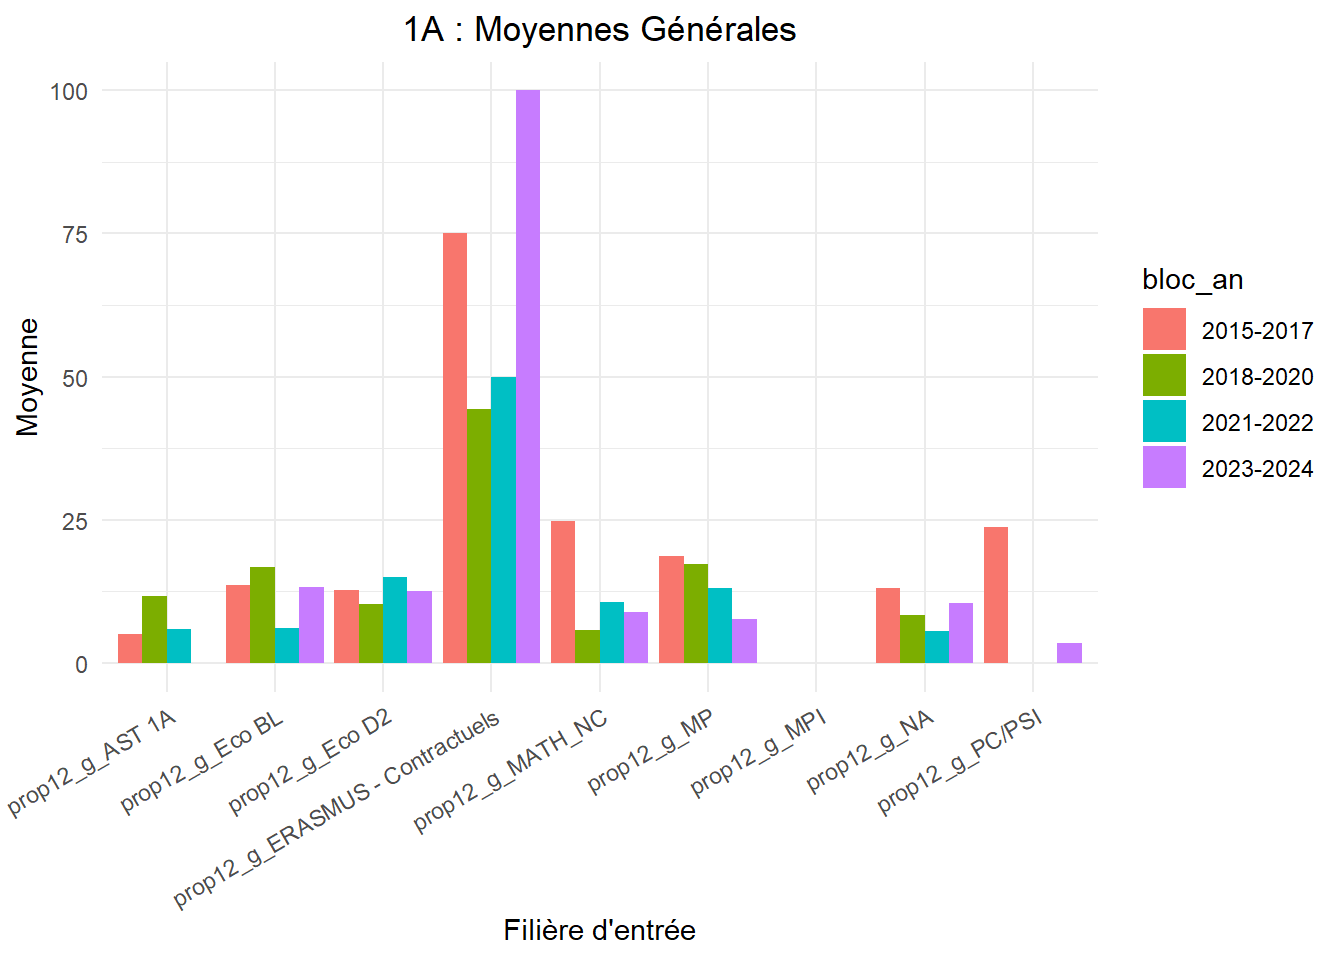 1A : Moyennes Générales
100
75
50
25
0
Moyenne
prop12_g_AST 1A
prop12_g_Eco BL
prop12_g_Eco D2
prop12_g_ERASMUS - Contractuels
prop12_g_MATH_NC
prop12_g_MP
prop12_g_MPI
prop12_g_NA
prop12_g_PC/PSI
Filière d'entrée
bloc_an
2015-2017
2018-2020
2021-2022
2023-2024